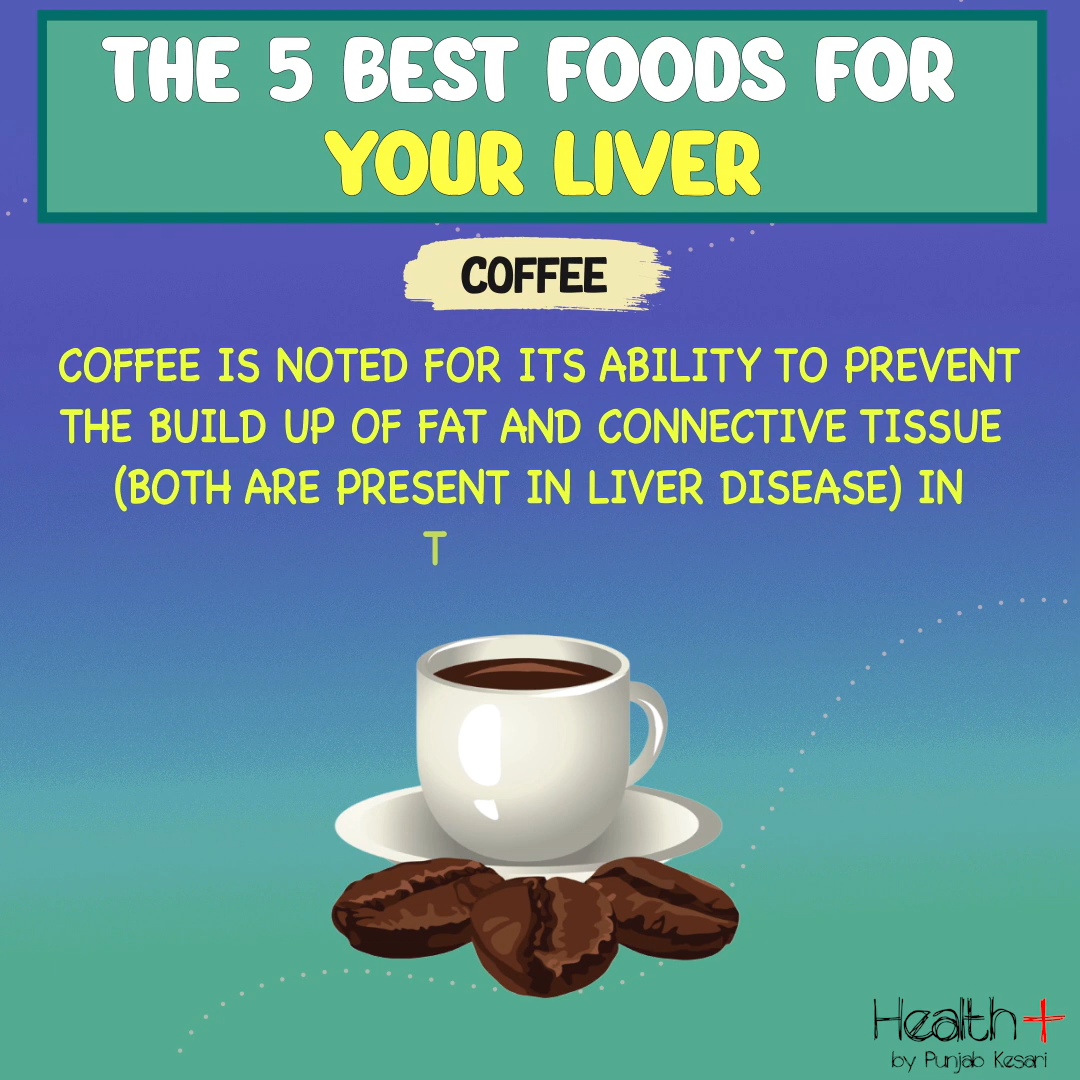 THE 5 BEST FOODS FOR
YOUR LIVER
COFFEE
COFFEE IS NOTED FOR ITS ABILITY TO PREVENT
THE BUILD UP OF FAT AND CONNECTIVE TISSUE
(BOTH ARE PRESENT IN LIVER DISEASE) IN
T
Health+
by Punjab Kesari